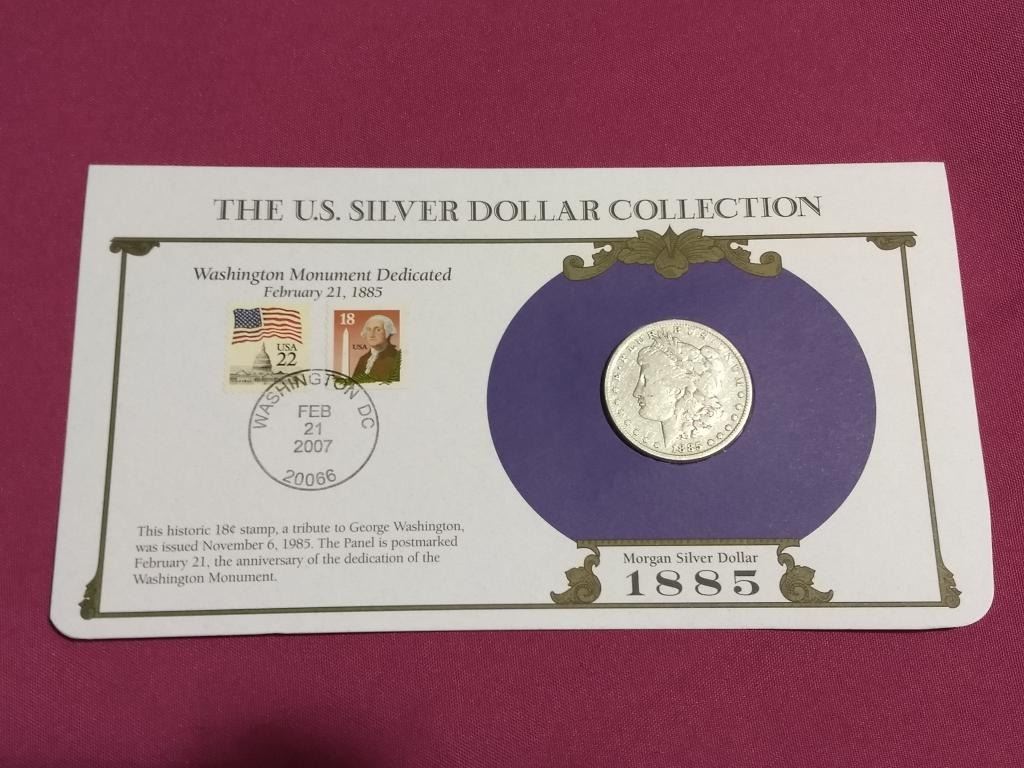 THE U.S. SILVER DOLLAR COLLECTION
Washington Monument Dedicated
February 21, 1885
USA
22
18
USA
WASHINGTON DC
FEB
21
2007
20066
This historic 18¢ stamp, a tribute to George Washington,
was issued November 6, 1985. The Panel is postmarked
February 21, the anniversary of the dedication of the
Washington Monument.
E PLURIBUS UNUM
1885
Morgan Silver Dollar
1885